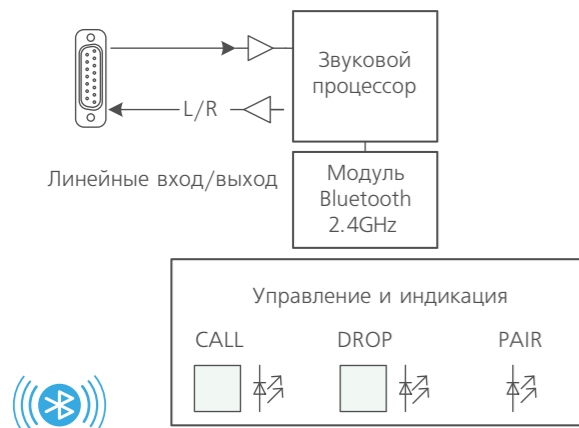 Звуковой
процессор
L/R
Линейные вход/выход
Модуль
Bluetooth
2.4GHz
Управление и индикация
CALL DROP PAIR